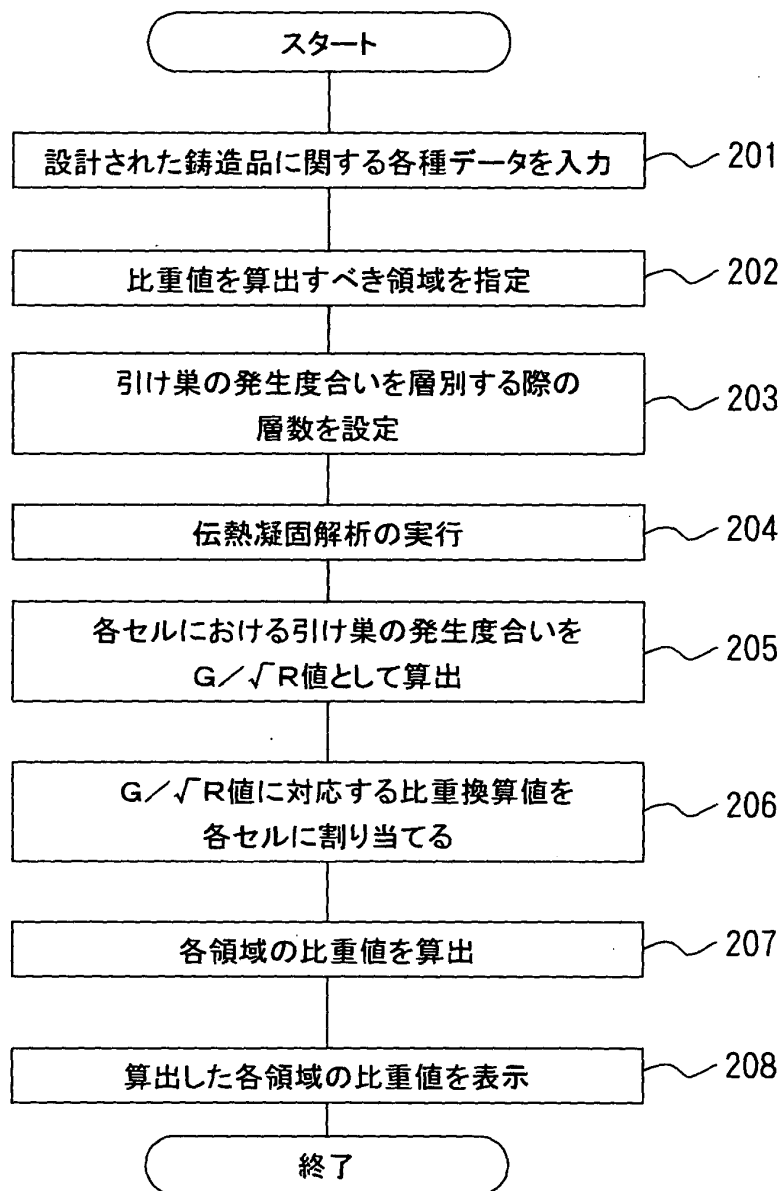 スタート
設計された鋳造品に関する各種データを入力
201
比重値を算出すべき領域を指定
202
引け巣の発生度合いを層別する際の
層数を設定
203
伝熱凝固解析の実行
204
各セルにおける引け巣の発生度合いを
G/√R値として算出
205
G/√R値に対応する比重換算値を
各セルに割り当てる
206
各領域の比重値を算出
207
算出した各領域の比重値を表示
208
終了